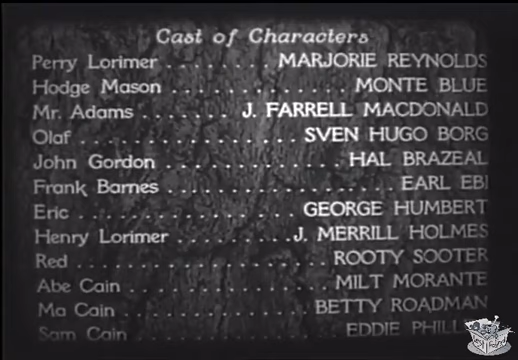 Cast of Characters
Perry Lorimer . . . . . . . . MARJORIE REYNOLDS
Hodge Mason . . . . . . . . . . . . . MONTE BLUE
Mr. Adams . . . . . . . J. FARRELL MACDONALD
Olaf . . . . . . . . . . . . . . . . . SVEN HUGO BORG
John Gordon . . . . . . . . . . . . . . HAL BRAZEAL
Frank Barnes . . . . . . . . . . . . . . . . . EARL EBI
Eric . . . . . . . . . . . . . . . . . GEORGE HUMBERT
Henry Lorimer . . . . . . . . . J. MERRILL HOLMES
Red . . . . . . . . . . . . . . . . . . . ROOTY SOOTER
Abe Cain . . . . . . . . . . . . . . . MILT MORANTE
Ma Cain . . . . . . . . . . . . . . BETTY ROADMAN
Sam Cain . . . . . . . . . . . . . . EDDIE